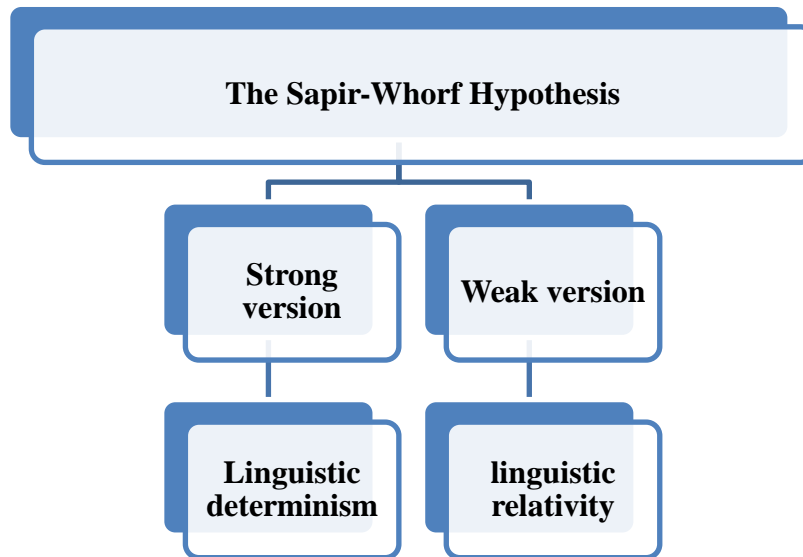 The Sapir-Whorf Hypothesis
Strong
version
Weak version
Linguistic
determinism
linguistic
relativity